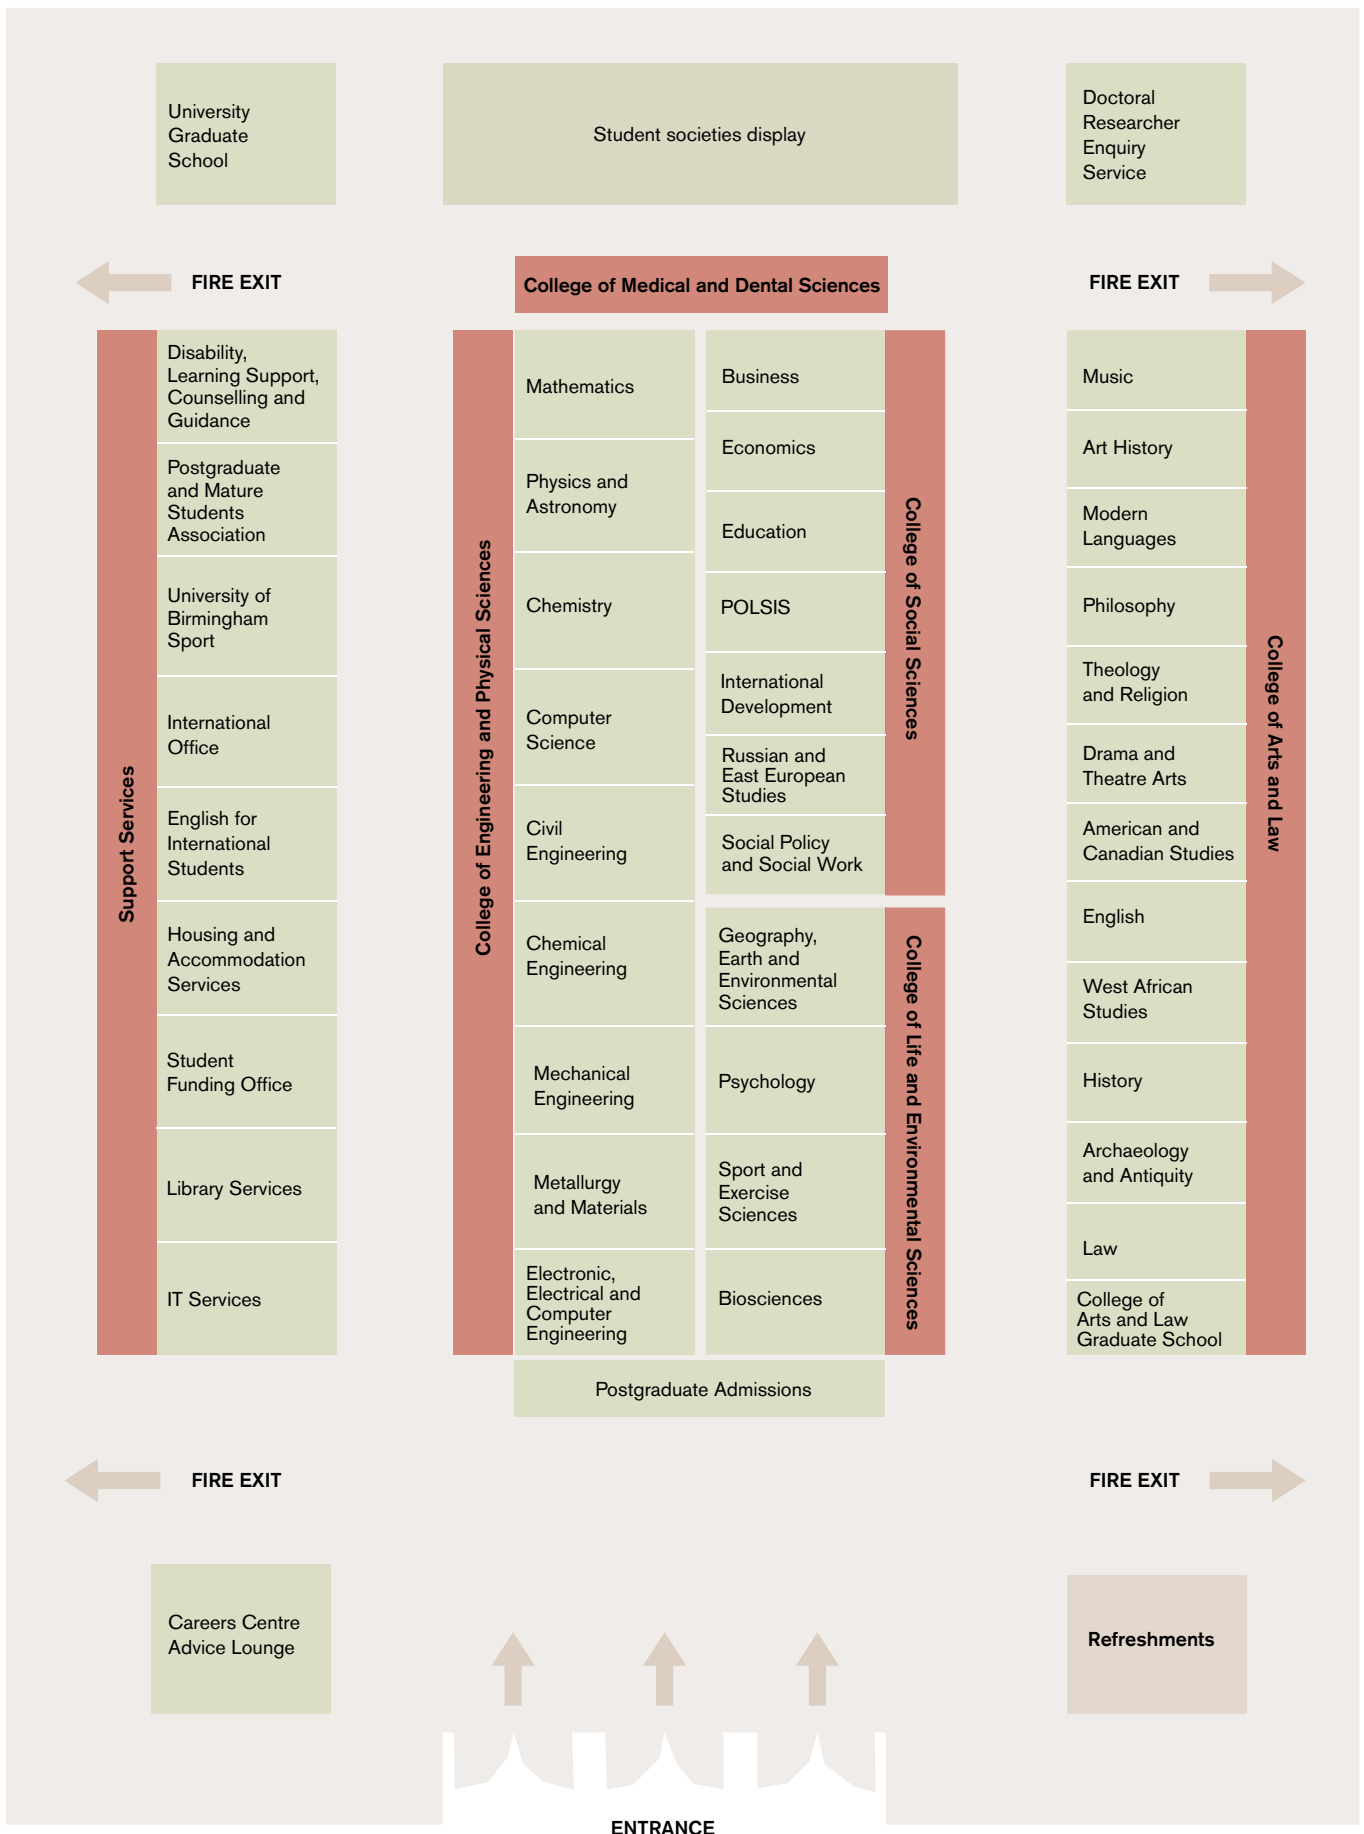 University
Graduate
School
Student societies display
Doctoral
Researcher
Enquiry
Service
FIRE EXIT
College of Medical and Dental Sciences
FIRE EXIT
Support Services
Disability,
Learning Support,
Counselling and
Guidance
Postgraduate
and Mature
Students
Association
University of
Birmingham
Sport
International
Office
English for
International
Students
Housing and
Accommodation
Services
Student
Funding Office
Library Services
IT Services
College of Engineering and Physical Sciences
Mathematics
Physics and
Astronomy
Chemistry
Computer
Science
Civil
Engineering
Chemical
Engineering
Mechanical
Engineering
Metallurgy
and Materials
Electronic,
Electrical and
Computer
Engineering
Business
Economics
Education
POLSIS
International
Development
Russian and
East European
Studies
Social Policy
and Social Work
College of Social Sciences
Geography,
Earth and
Environmental
Sciences
Psychology
Sport and
Exercise
Sciences
Biosciences
College of Life and Environmental Sciences
Music
Art History
Modern
Languages
Philosophy
Theology
and Religion
Drama and
Theatre Arts
American and
Canadian Studies
English
West African
Studies
History
Archaeology
and Antiquity
Law
College of
Arts and Law
Graduate School
College of Arts and Law
Postgraduate Admissions
FIRE EXIT
FIRE EXIT
Careers Centre
Advice Lounge
Refreshments
ENTRANCE